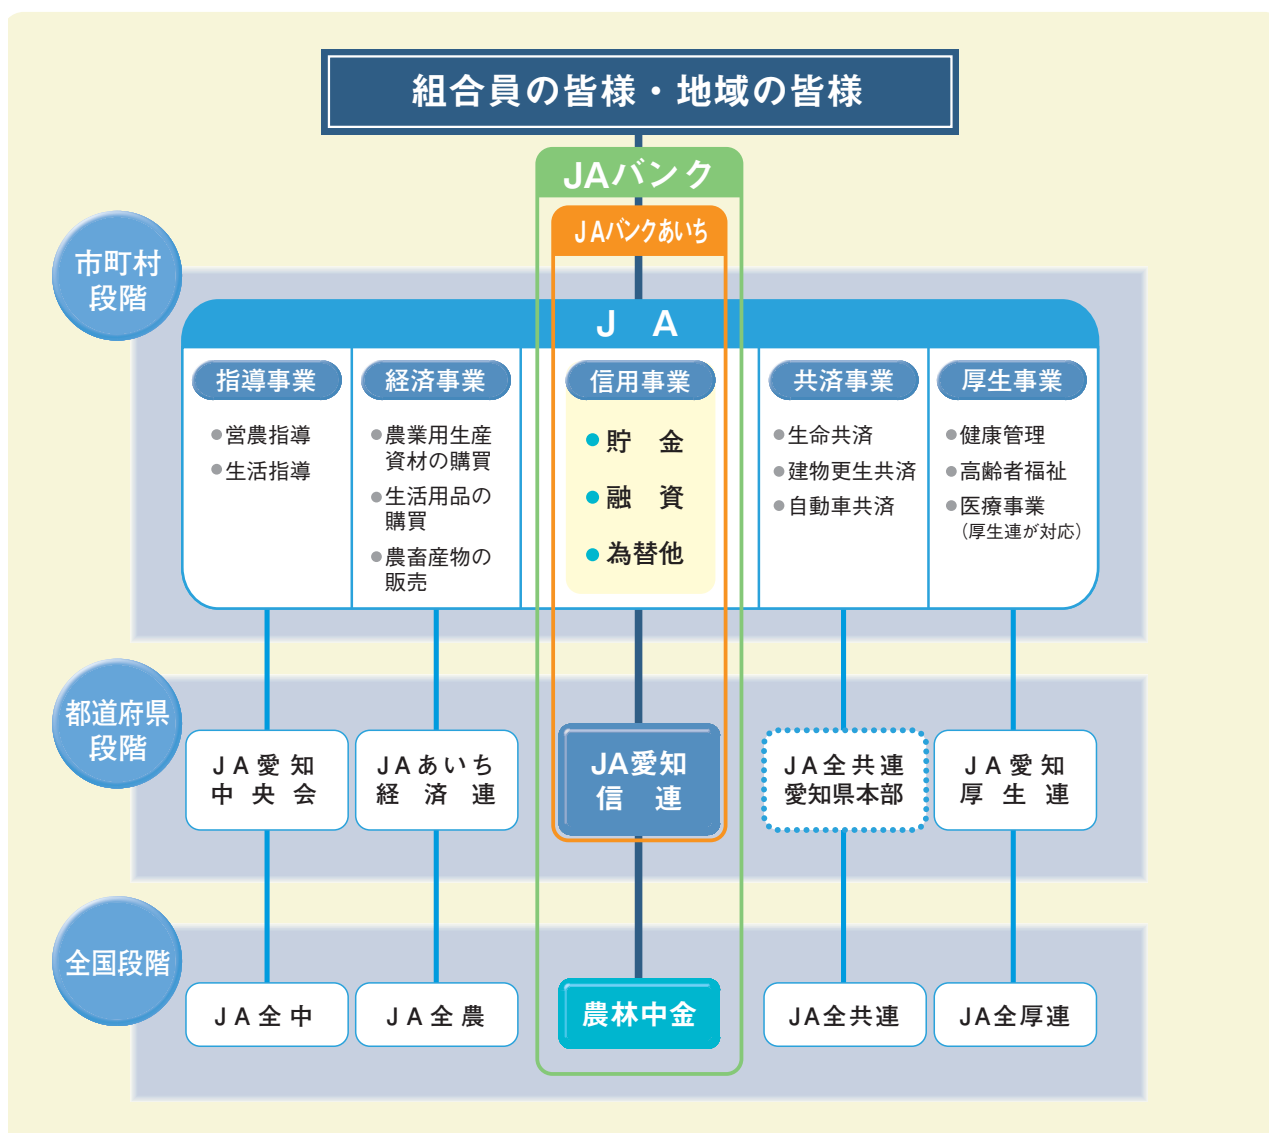 組合員の皆様・地域の皆様
JAバンク
JAバンクあいち
市町村
段階
J A
指導事業
●営農指導
●生活指導
経済事業
●農業用生産
資材の購買
●生活用品の
購買
●農畜産物の
販売
信用事業
●貯 金
●融 資
●為替他
共済事業
●生命共済
●建物更生共済
●自動車共済
厚生事業
●健康管理
●高齢者福祉
●医療事業
(厚生連が対応)
都道府県
段階
JA愛知
中央会
JAあいち
経済連
JA愛知
信 連
JA全共連
愛知県本部
JA愛知
厚生連
全国段階
JA全中
JA全農
農林中金
JA全共連
JA全厚連